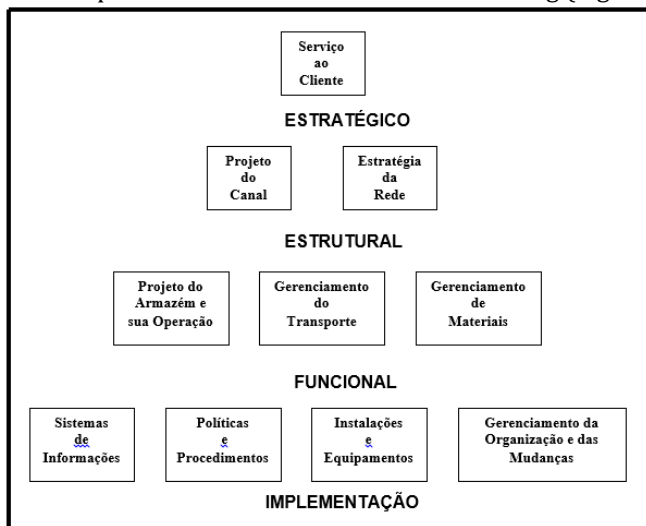 Serviço
ao
Cliente
ESTRATÉGICO
Projeto
do
Canal
Estratégia
da
Rede
ESTRUTURAL
Projeto do
Armazém e
sua Operação
Gerenciamento
do
Transporte
Gerenciamento
de
Materiais
FUNCIONAL
Sistemas
de
Informações
Políticas
e
Procedimentos
Instalações
e
Equipamentos
Gerenciamento da
Organização e das
Mudanças
IMPLEMENTAÇÃO